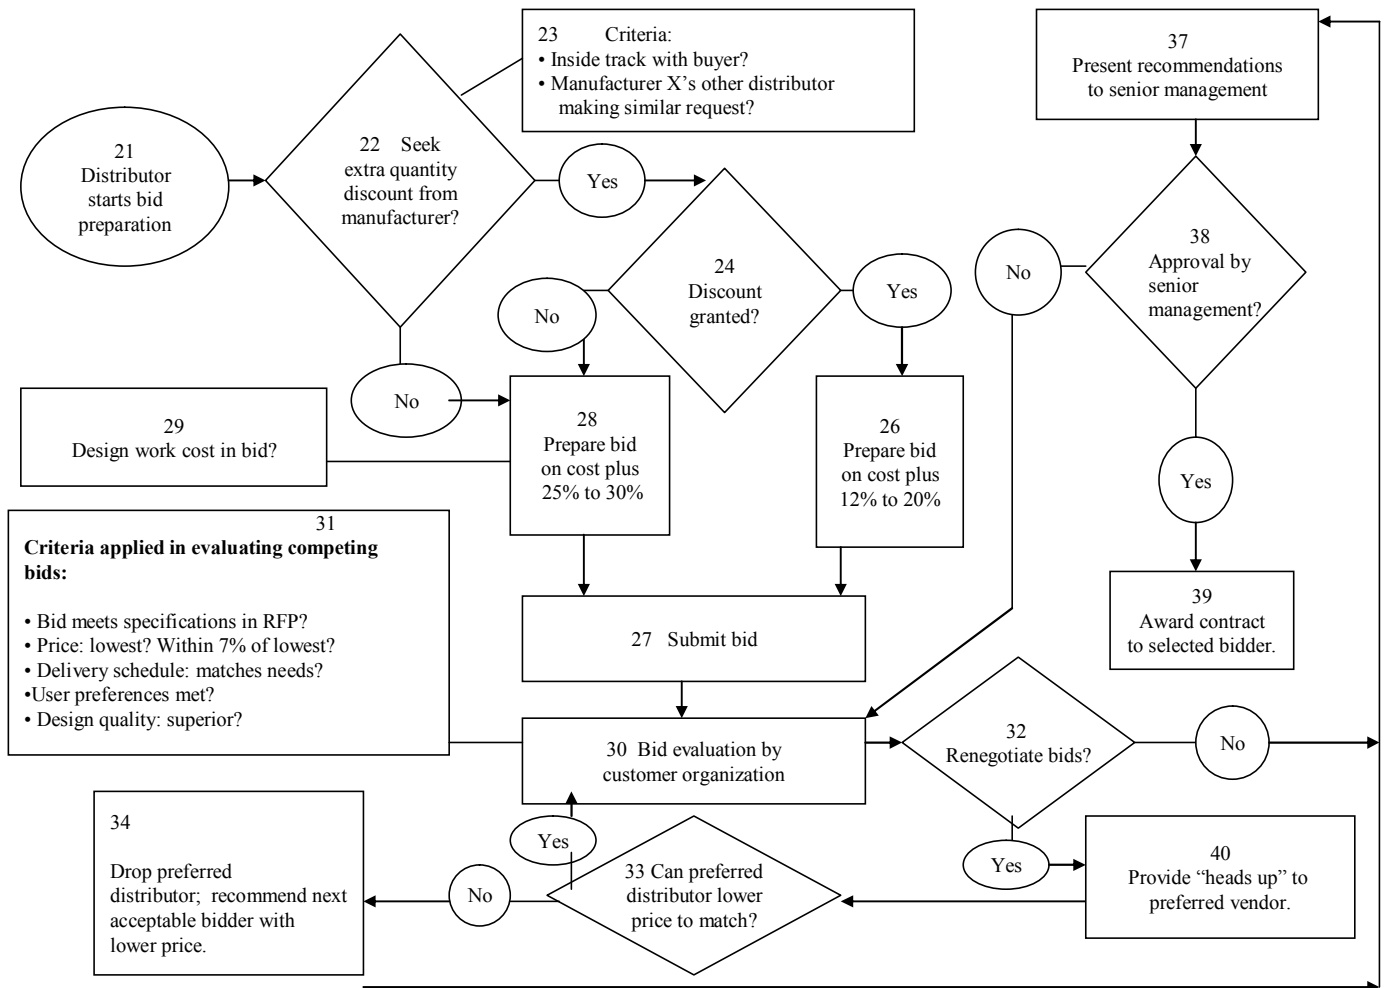 23 Criteria:
• Inside track with buyer?
• Manufacturer X’s other distributor
making similar request?
37
Present recommendations
to senior management
21
Distributor
starts bid
preparation
22 Seek
extra quantity
discount from
manufacturer?
Yes
24
Discount
granted?
No
Yes
No
38
Approval by
senior
management?
No
29
Design work cost in bid?
28
Prepare bid
on cost plus
25% to 30%
26
Prepare bid
on cost plus
12% to 20%
Yes
31
Criteria applied in evaluating competing
bids:
• Bid meets specifications in RFP?
• Price: lowest? Within 7% of lowest?
• Delivery schedule: matches needs?
•User preferences met?
• Design quality: superior?
27 Submit bid
39
Award contract
to selected bidder.
30 Bid evaluation by
customer organization
32
Renegotiate bids?
No
34
Drop preferred
distributor; recommend next
acceptable bidder with
lower price.
Yes
No
33 Can preferred
distributor lower
price to match?
Yes
40
Provide “heads up” to
preferred vendor.